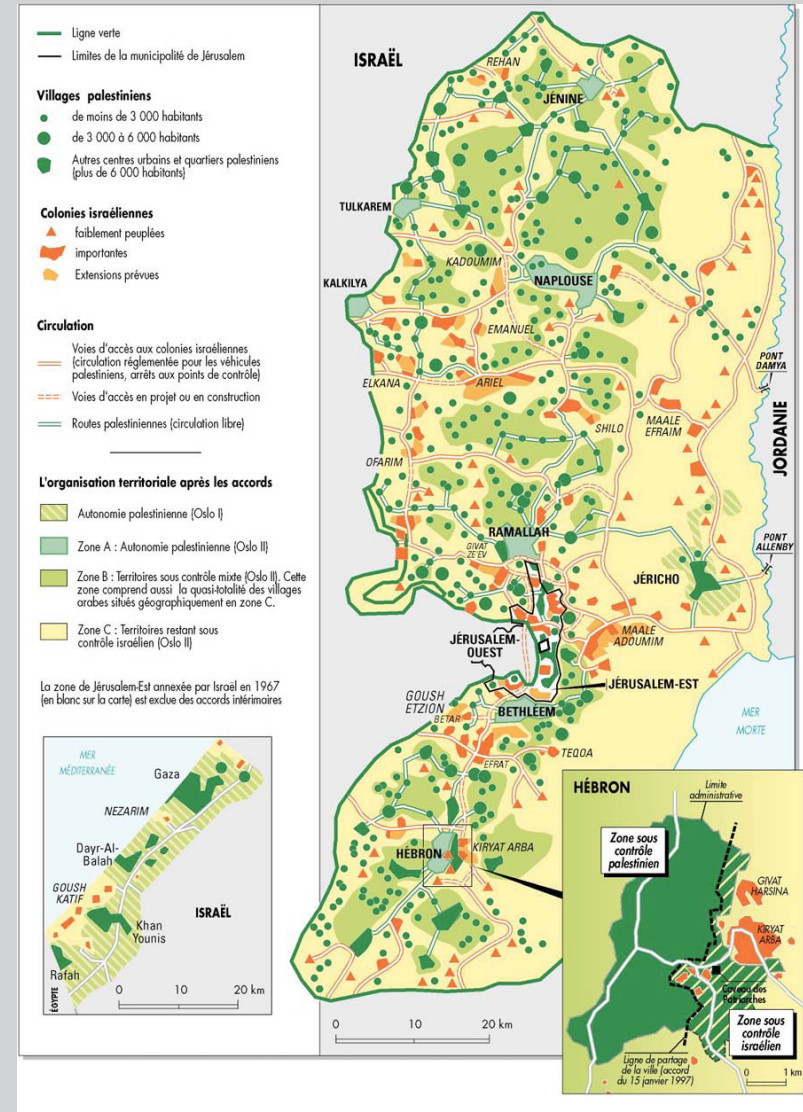 Ligne verte
Limites de la municipalité de Jérusalem
Villages palestiniens
de moins de 3 000 habitants
de 3 000 à 6 000 habitants
Autres centres urbains et quartiers palestiniens
(plus de 6 000 habitants)
Colonies israéliennes
faiblement peuplées
importantes
Extensions prévues
Circulation
Voies d'accès aux colonies israéliennes
(circulation réglementée pour les véhicules
palestiniens, arrêts aux points de contrôle)
Voies d'accès en projet ou en construction
Routes palestiniennes (circulation libre)
L'organisation territoriale après les accords
Autonomie palestinienne (Oslo I)
Zone A : Autonomie palestinienne (Oslo II)
Zone B : Territoires sous contrôle mixte (Oslo II). Cette
zone comprend aussi la quasi-totalité des villages
arabes situés géographiquement en zone C.
Zone C : Territoires restant sous
contrôle israélien (Oslo II)
La zone de Jérusalem-Est annexée par Israël en 1967
(en blanc sur la carte) est exclue des accords intérimaires
MER
MÉDITERRANÉE
Gaza
NEZARIM
Dayr-Al-
Balah
GOUSH
KATIF
ISRAËL
Khan
Younis
Rafah
ÉGYPTE
0 10 20 km
ISRAËL
REHAN
JÉNINE
TULKAREM
KADOUMIM
NAPLOUSE
KALKILYA
EMANUEL
PONT
DAMYA
ELKANA
ARIEL
SHILO
MAALE
EFRAIM
JORDANIE
OFARIM
RAMALLAH
GIVAT
ZE'EV
PONT
ALLENBY
JÉRICHO
JÉRUSALEM-
OUEST
MAALE
ADOUMIM
JÉRUSALEM-EST
GOUSH
ETZION
BETAR
BETHLÉEM
MER
MORTE
EFRAT
TEQOA
HÉBRON
KIRYAT ARBA
0 10 20 km
HÉBRON
Limite
administrative
Zone sous
contrôle
palestinien
GIVAT
HARSINA
KIRYAT
ARBA
Caveau des
Patriarches
Zone sous
contrôle
israélien
Ligne de partage
de la ville (accord
du 15 janvier 1997)
0 1 km